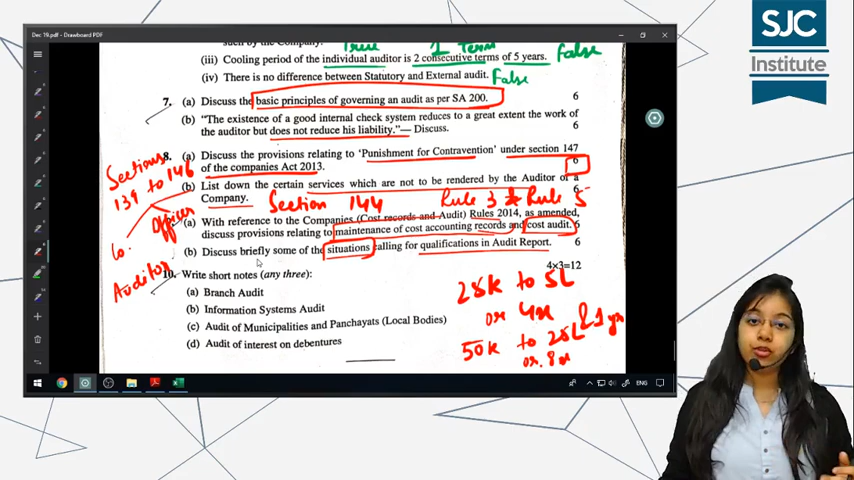 Dec 19.pdf - Drawboard PDF
SJC
Institute
such by the Company.
True 1 Term
(iii) Cooling period of the individual auditor is 2 consecutive terms of 5 years. False
(iv) There is no difference between Statutory and External audit. False
7. (a) Discuss the basic principles of governing an audit as per SA 200. 6
(b) "The existence of a good internal check system reduces to a great extent the work of
the auditor but does not reduce his liability."— Discuss. 6
8. (a) Discuss the provisions relating to 'Punishment for Contravention' under section 147
of the companies Act 2013. 6
Sections
139 to 146
(b) List down the certain services which are not to be rendered by the Auditor of a
Company. 6
Section 144 Rule 3 & Rule 5
officer
Co.
Auditor
(a) With reference to the Companies (Cost records and Audit) Rules 2014, as amended,
discuss provisions relating to maintenance of cost accounting records and cost audit. 6
(b) Discuss briefly some of the situations calling for qualifications in Audit Report. 6
10. Write short notes (any three): 4×3=12
(a) Branch Audit
(b) Information Systems Audit
(c) Audit of Municipalities and Panchayats (Local Bodies)
(d) Audit of interest on debentures
25k to 5L
or 4x
& 1 yr
50k to 25L
or 8x
ENG